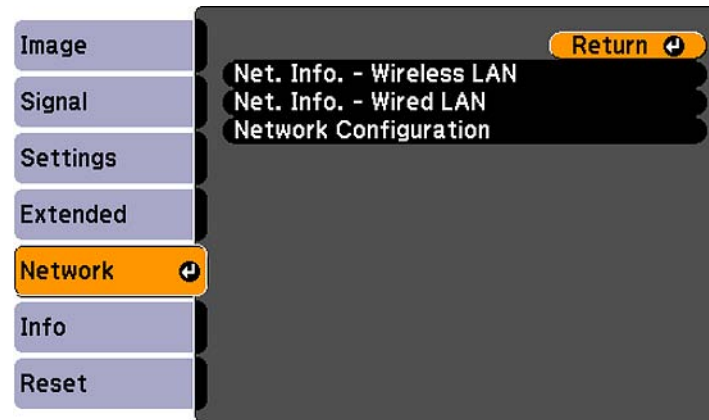 Image
Signal
Settings
Extended
Network
Info
Reset
Return
Net. Info. - Wireless LAN
Net. Info. - Wired LAN
Network Configuration